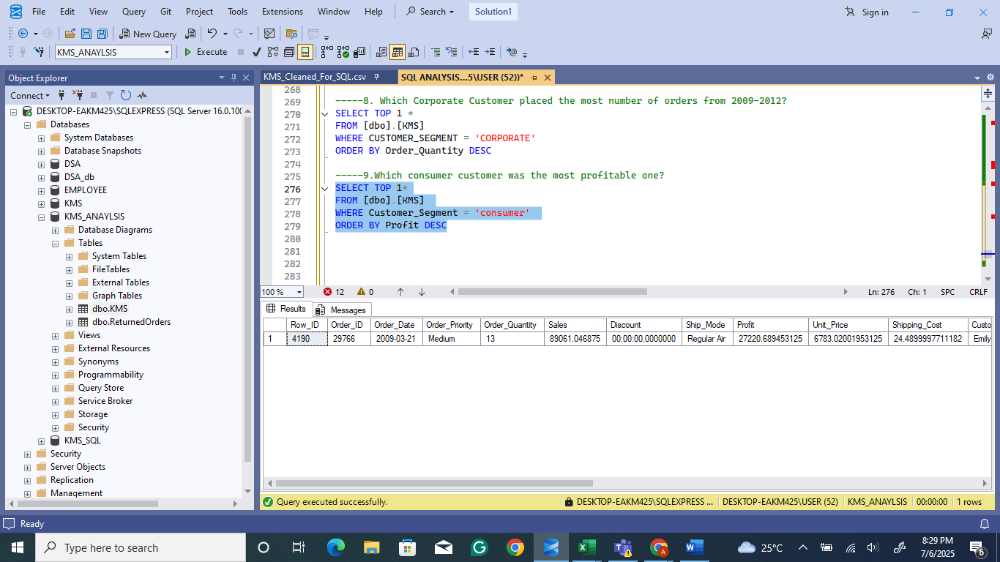 File Edit View Query Git Project Tools Extensions Window Help Search Solution1 Sign in
New Query
KMS_ANAYLSIS Execute
Object Explorer
Connect
DESKTOP-EAKM425\SQLEXPRESS (SQL Server 16.0.100
Databases
System Databases
Database Snapshots
DSA
DSA_db
EMPLOYEE
KMS
KMS_ANAYLSIS
Database Diagrams
Tables
System Tables
FileTables
External Tables
Graph Tables
dbo.KMS
dbo.ReturnedOrders
Views
External Resources
Synonyms
Programmability
Query Store
Service Broker
Storage
Security
KMS_SQL
Security
Server Objects
Replication
Management
KMS_Cleaned_For_SQL.csv SQL ANALYSIS...5\USER (52))*
268
269 -----8. Which Corporate Customer placed the most number of orders from 2009-2012?
270 SELECT TOP 1 *
271 FROM [dbo].[KMS]
272 WHERE CUSTOMER_SEGMENT = 'CORPORATE'
273 ORDER BY Order_Quantity DESC
274
275 -----9.Which consumer customer was the most profitable one?
276 SELECT TOP 1*
277 FROM [dbo].[KMS]
278 WHERE Customer_Segment = 'consumer'
279 ORDER BY Profit DESC
280
281
282
283
100 % 12 0 Ln: 276 Ch: 1 SPC CRLF
Results Messages
Row_ID Order_ID Order_Date Order_Priority Order_Quantity Sales Discount Ship_Mode Profit Unit_Price Shipping_Cost Custo
1 4190 29766 2009-03-21 Medium 13 89061.046875 00:00:00.0000000 Regular Air 27220.689453125 6783.02001953125 24.4899997711182 Emily
Query executed successfully. DESKTOP-EAKM425\SQLEXPRESS ... DESKTOP-EAKM425\USER (52) KMS_ANAYLSIS 00:00:00 1 rows
Ready
Type here to search 25°C 8:29 PM
7/6/2025 6